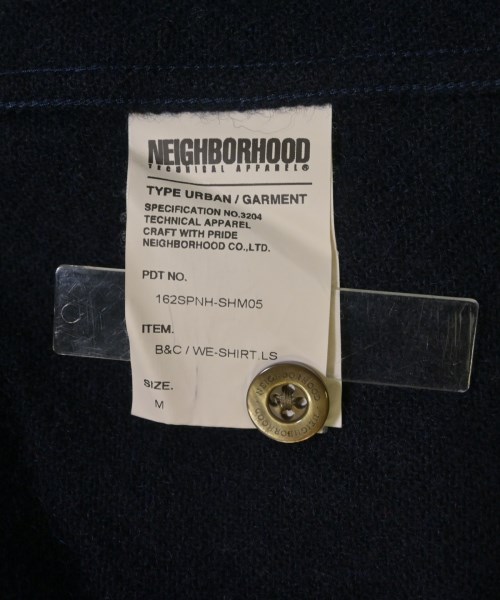 NEIGHBORHOOD
TECHNICAL APPAREL®
TYPE URBAN / GARMENT
SPECIFICATION NO.3204
TECHNICAL APPAREL
CRAFT WITH PRIDE
NEIGHBORHOOD CO.,LTD.
PDT NO.
162SPNH-SHM05
ITEM.
B&C / WE-SHIRT.LS
SIZE.
M
NEIGHBORHOOD